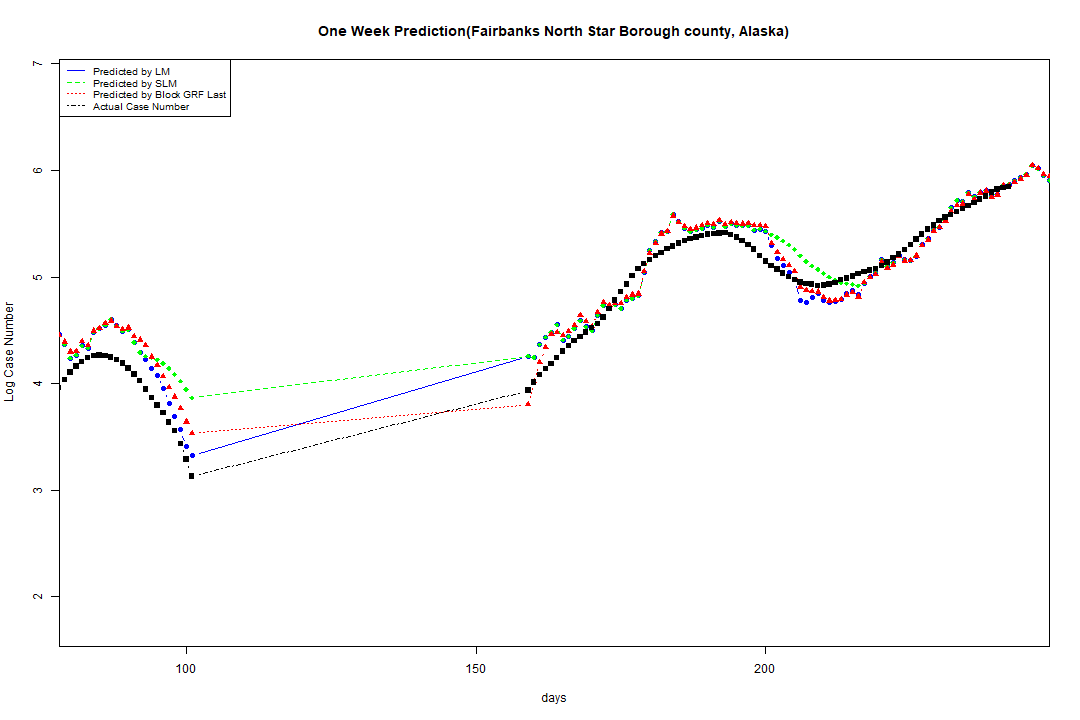 One Week Prediction(Fairbanks North Star Borough county, Alaska)
7
Predicted by LM
Predicted by SLM
Predicted by Block GRF Last
Actual Case Number
6
5
4
3
2
Log Case Number
100
150
200
days